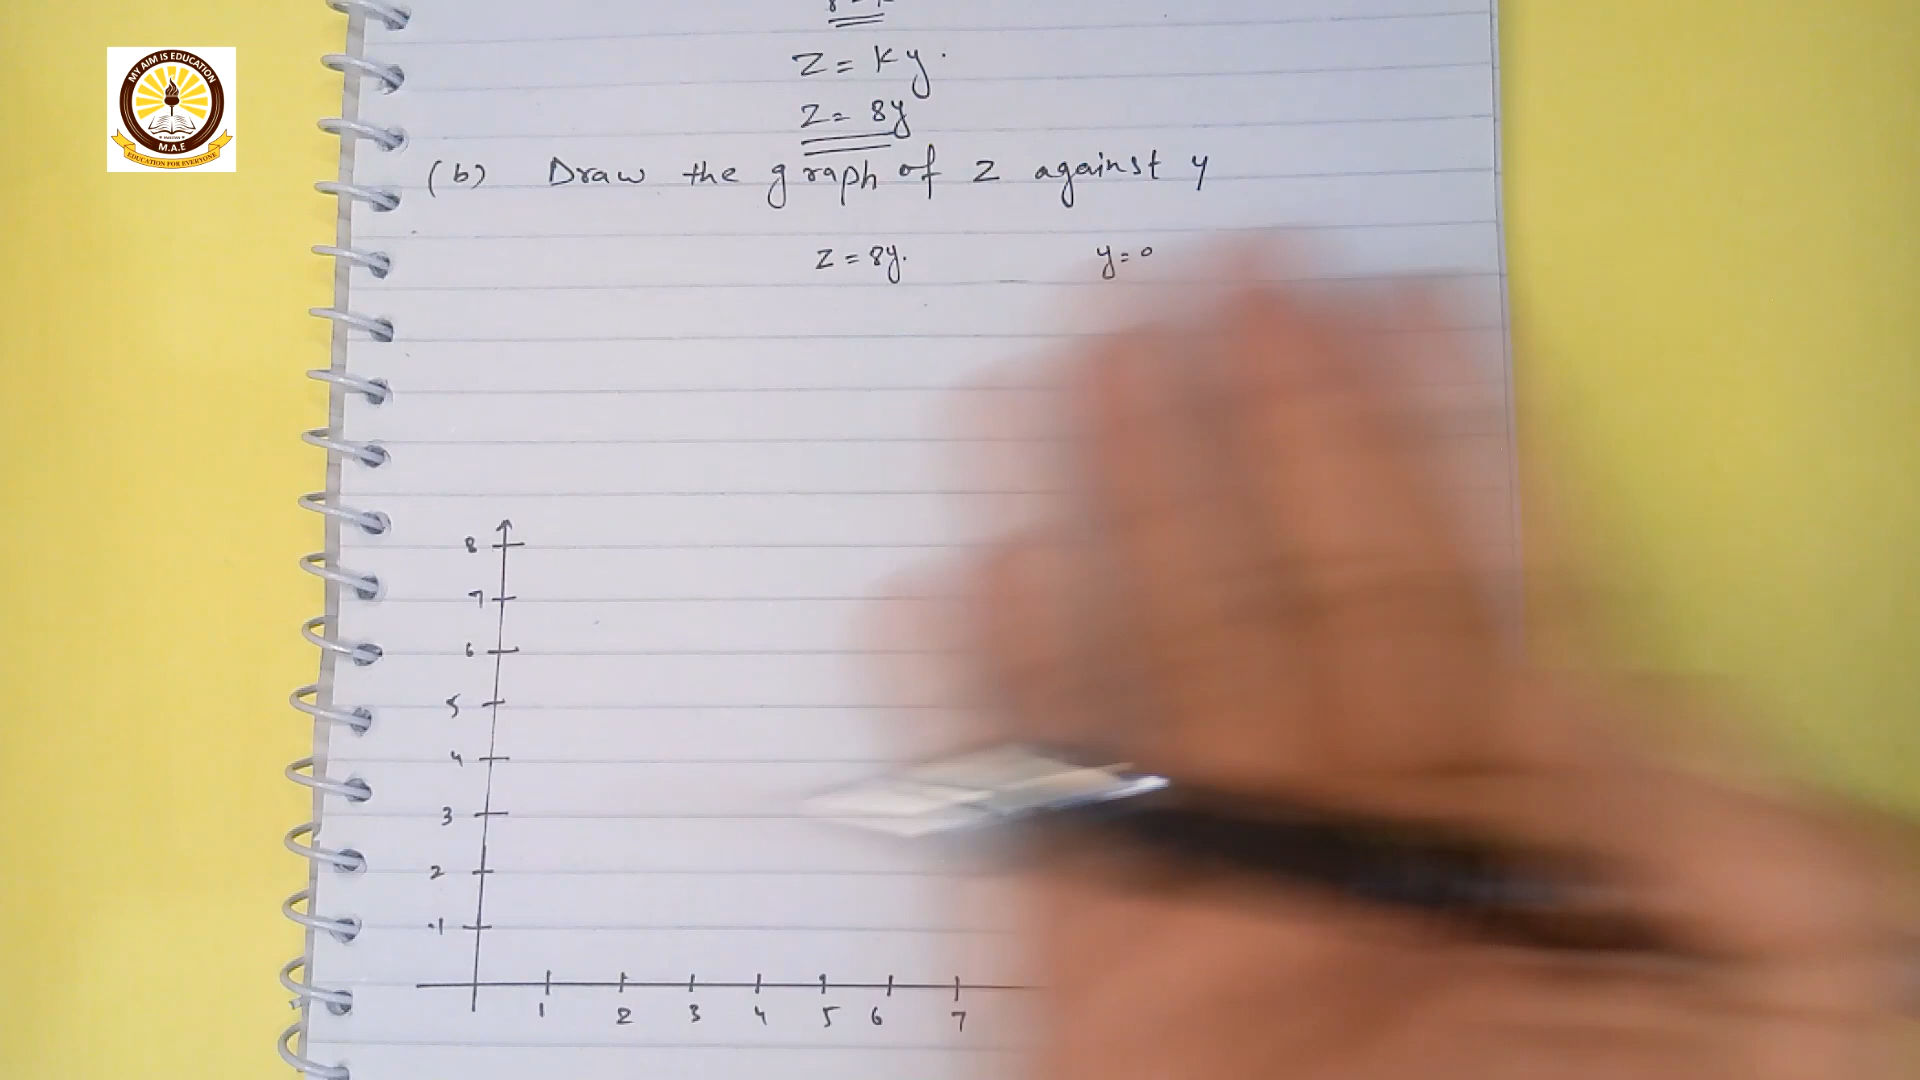 MY AIM IS EDUCATION
M.A.E
EDUCATION FOR EVERYONE
z = ky.
z = 8y
(b) Draw the graph of z against y
z = 8y. y = 0
8
7
6
5
4
3
2
1
1 2 3 4 5 6 7